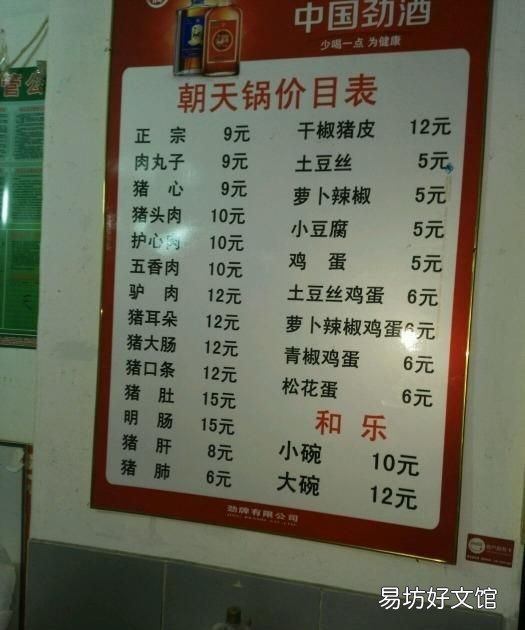 中国劲酒
少喝一点 为健康
朝天锅价目表
正宗 9元
肉丸子 9元
猪心 9元
猪头肉 10元
护心肉 10元
五香肉 10元
驴肉 12元
猪耳朵 12元
猪大肠 12元
猪口条 12元
猪肚 15元
明肠 15元
猪肝 8元
猪肺 6元
干椒猪皮 12元
土豆丝 5元
萝卜辣椒 5元
小豆腐 5元
鸡蛋 5元
土豆丝鸡蛋 6元
萝卜辣椒鸡蛋6元
青椒鸡蛋 6元
松花蛋 6元
和乐
小碗 10元
大碗 12元
劲牌有限公司
管公
易坊好文馆